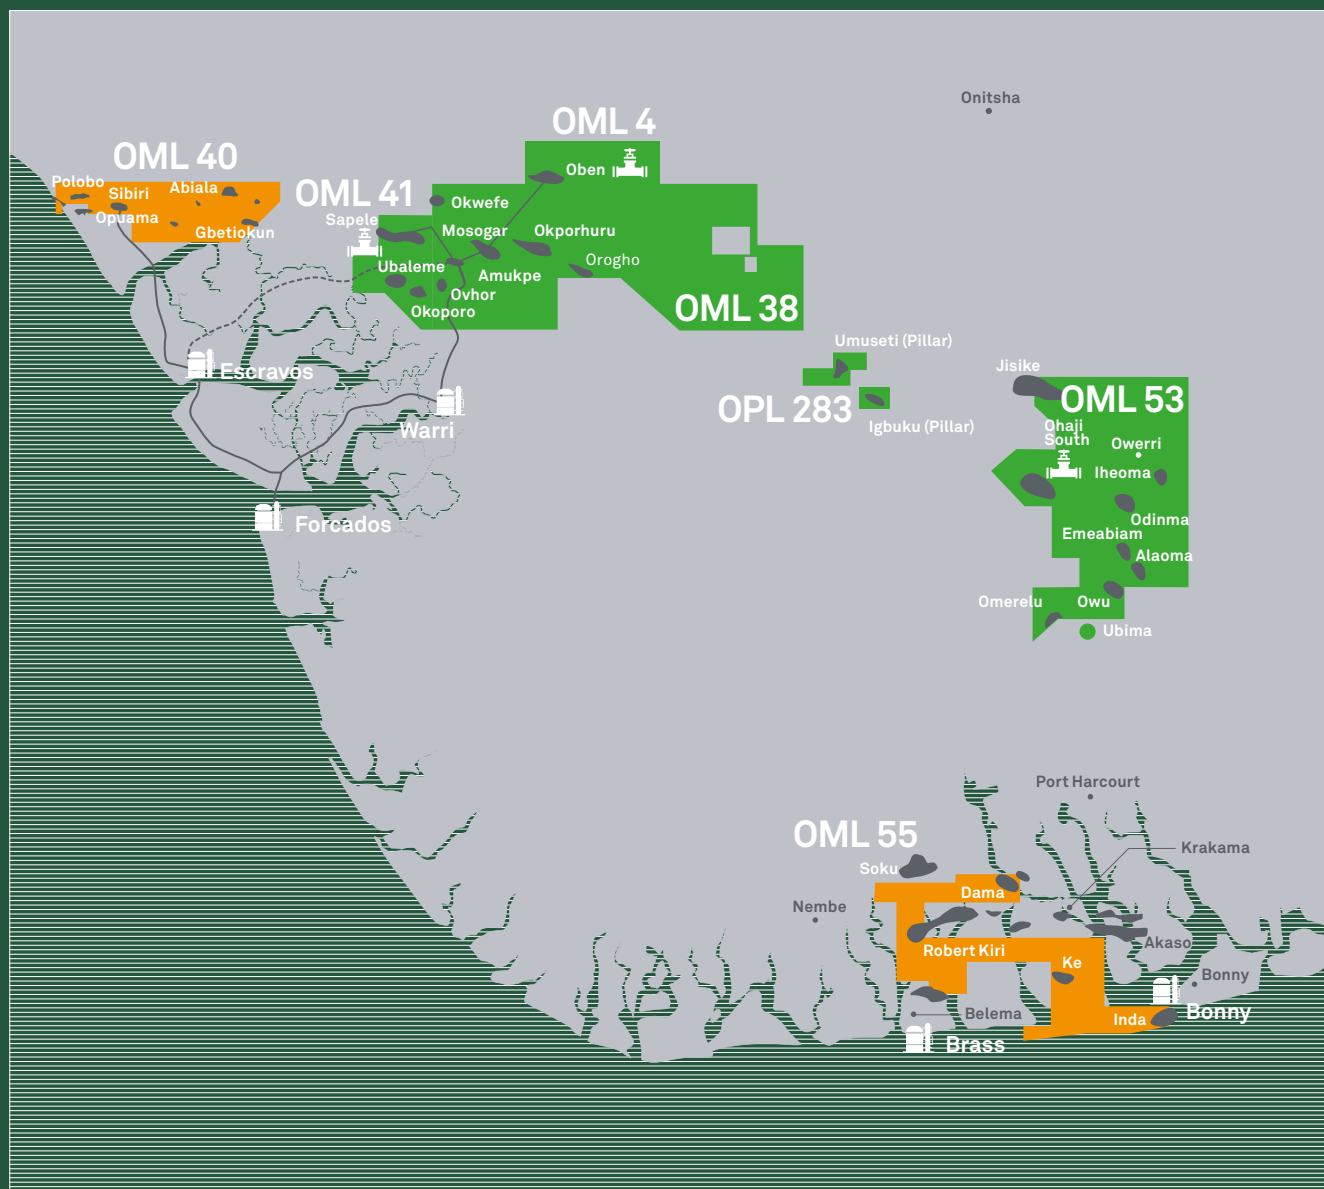 Onitsha
OML 4
OML 40
OML 41
Polobo
Sibiri
Abiala
Opuama
Gbetiokun
Sapele
Oben
Okwefe
Mosogar
Okporhuru
Orogho
Ubaleme
Amukpe
Ovhor
Okoporo
OML 38
Umuseti (Pillar)
Escravos
Jisike
OML 53
OPL 283
Igbuku (Pillar)
Warri
Ohaji
South
Owerri
Iheoma
Forcados
Odinma
Emeabiam
Alaoma
Omerelu
Owu
Ubima
Port Harcourt
OML 55
Krakama
Soku
Dama
Nembe
Akaso
Robert Kiri
Ke
Bonny
Belema
Inda
Bonny
Brass